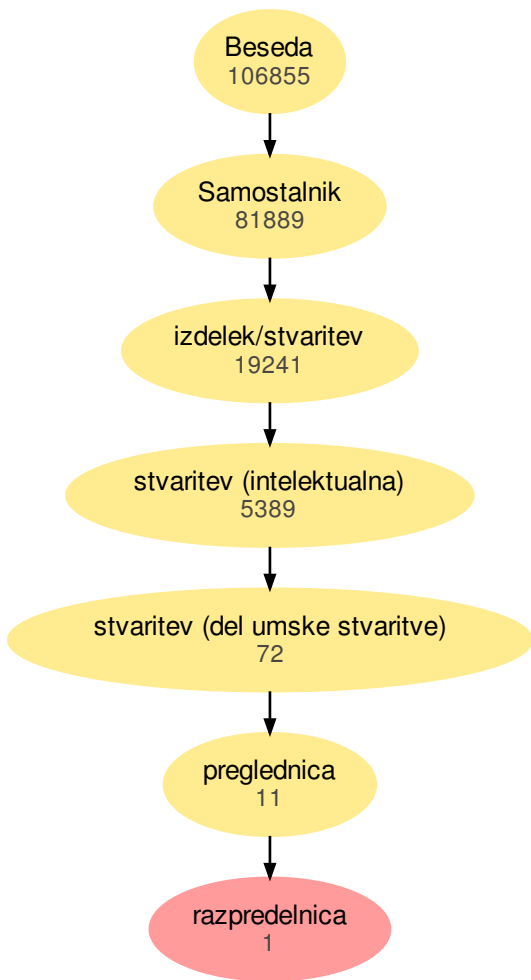 Beseda
106855
Samostalnik
81889
izdelek/stvaritev
19241
stvaritev (intelektualna)
5389
stvaritev (del umske stvaritve)
72
preglednica
11
razpredelnica
1